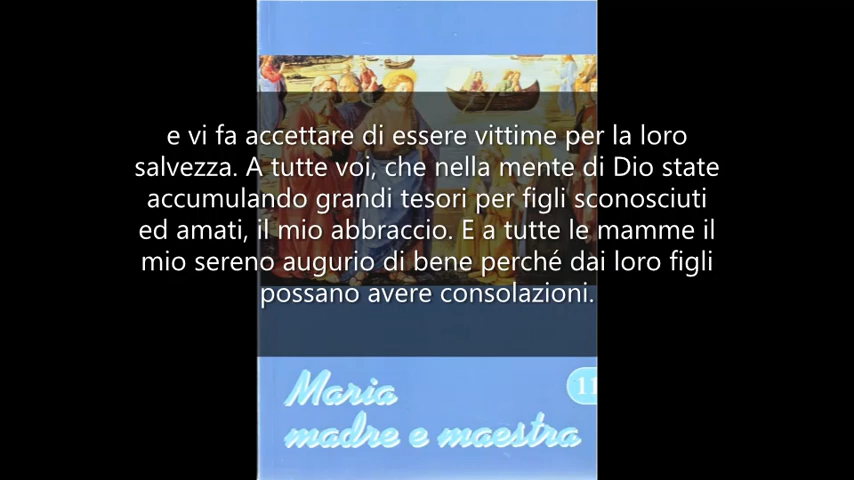 e vi fa accettare di essere vittime per la loro
salvezza. A tutte voi, che nella mente di Dio state
accumulando grandi tesori per figli sconosciuti
ed amati, il mio abbraccio. E a tutte le mamme il
mio sereno augurio di bene perché dai loro figli
possano avere consolazioni.
Maria
11
madre e maestra